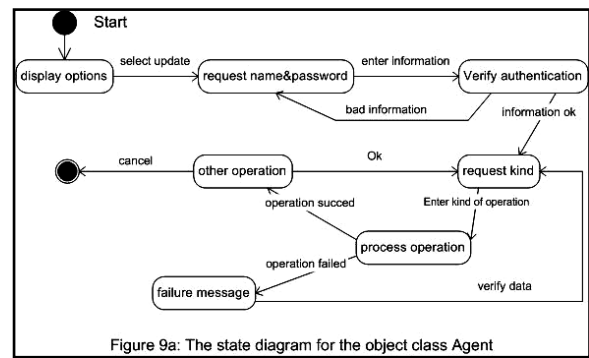 Start
display options
select update
request name&password
enter information
Verify authentication
bad information
information ok
cancel
other operation
Ok
request kind
operation succed
Enter kind of operation
process operation
operation failed
failure message
verify data
Figure 9a: The state diagram for the object class Agent